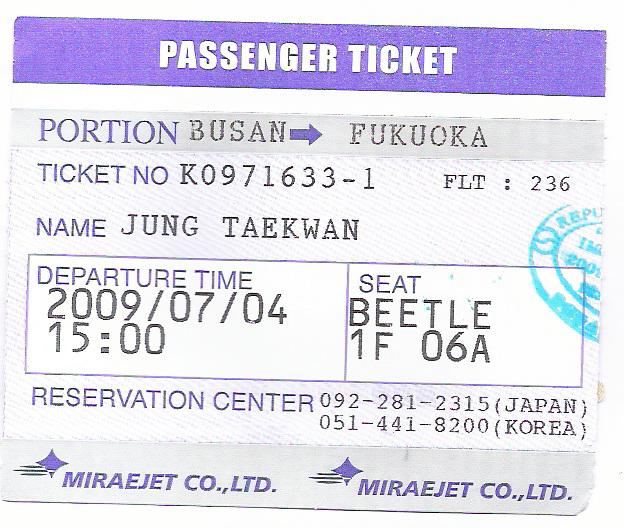 PASSENGER TICKET
PORTION BUSAN➡ FUKUOKA
TICKET NO K0971633-1 FLT : 236
NAME JUNG TAEKWAN
DEPARTURE TIME
2009/07/04
15:00
SEAT
BEETLE
1F 06A
RESERVATION CENTER 092-281-2315(JAPAN)
051-441-8200(KOREA)
MIRAEJET CO.,LTD. MIRAEJET CO.,LTD.